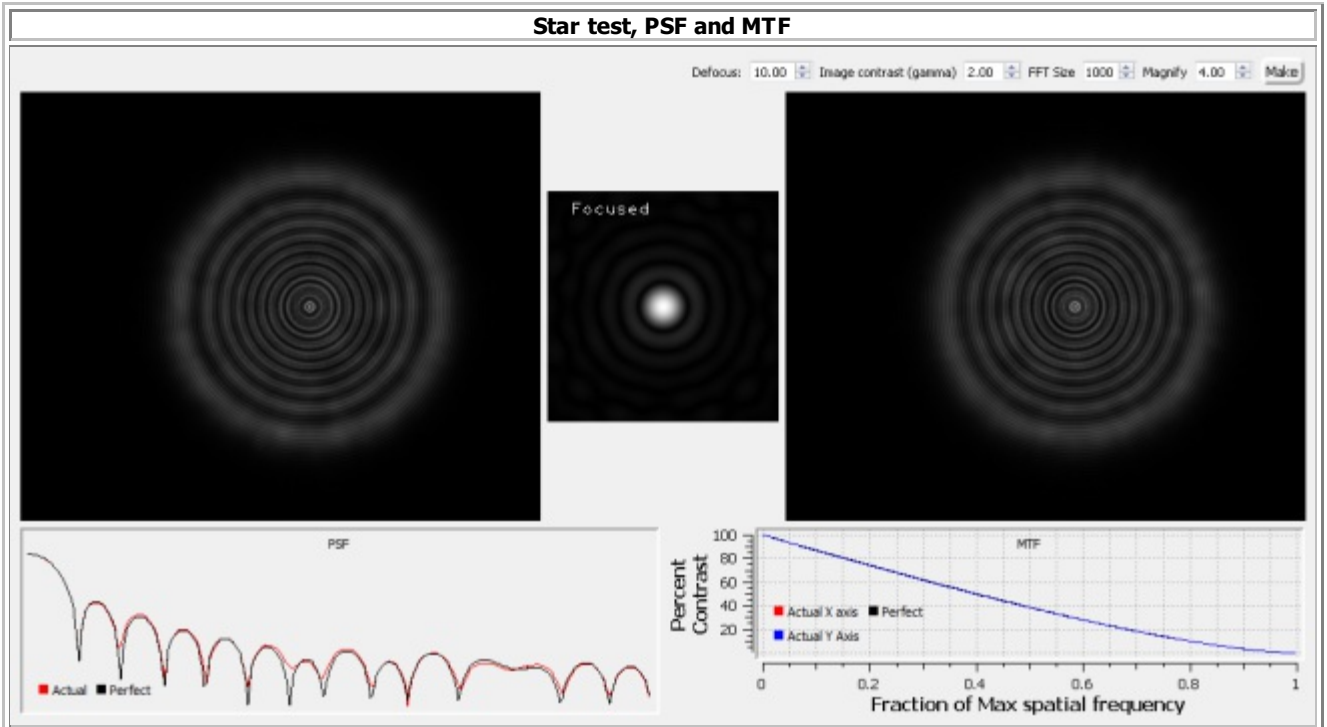 Star test, PSF and MTF
Defocus: 10.00 Image contrast (gamma) 2.00 FFT Size 1000 Magnify 4.00 Make
Focused
PSF
Actual Perfect
MTF
Percent
Contrast
100
80
60
40
20
Actual X axis Perfect
Actual Y Axis
0 0.2 0.4 0.6 0.8 1
Fraction of Max spatial frequency